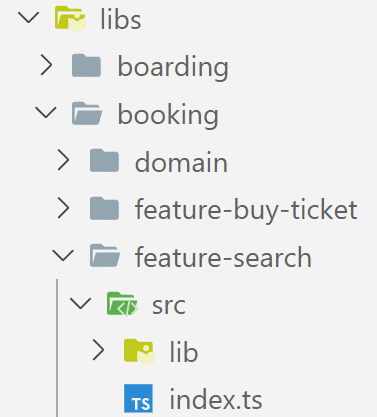 libs
boarding
booking
domain
feature-buy-ticket
feature-search
src
lib
TS index.ts